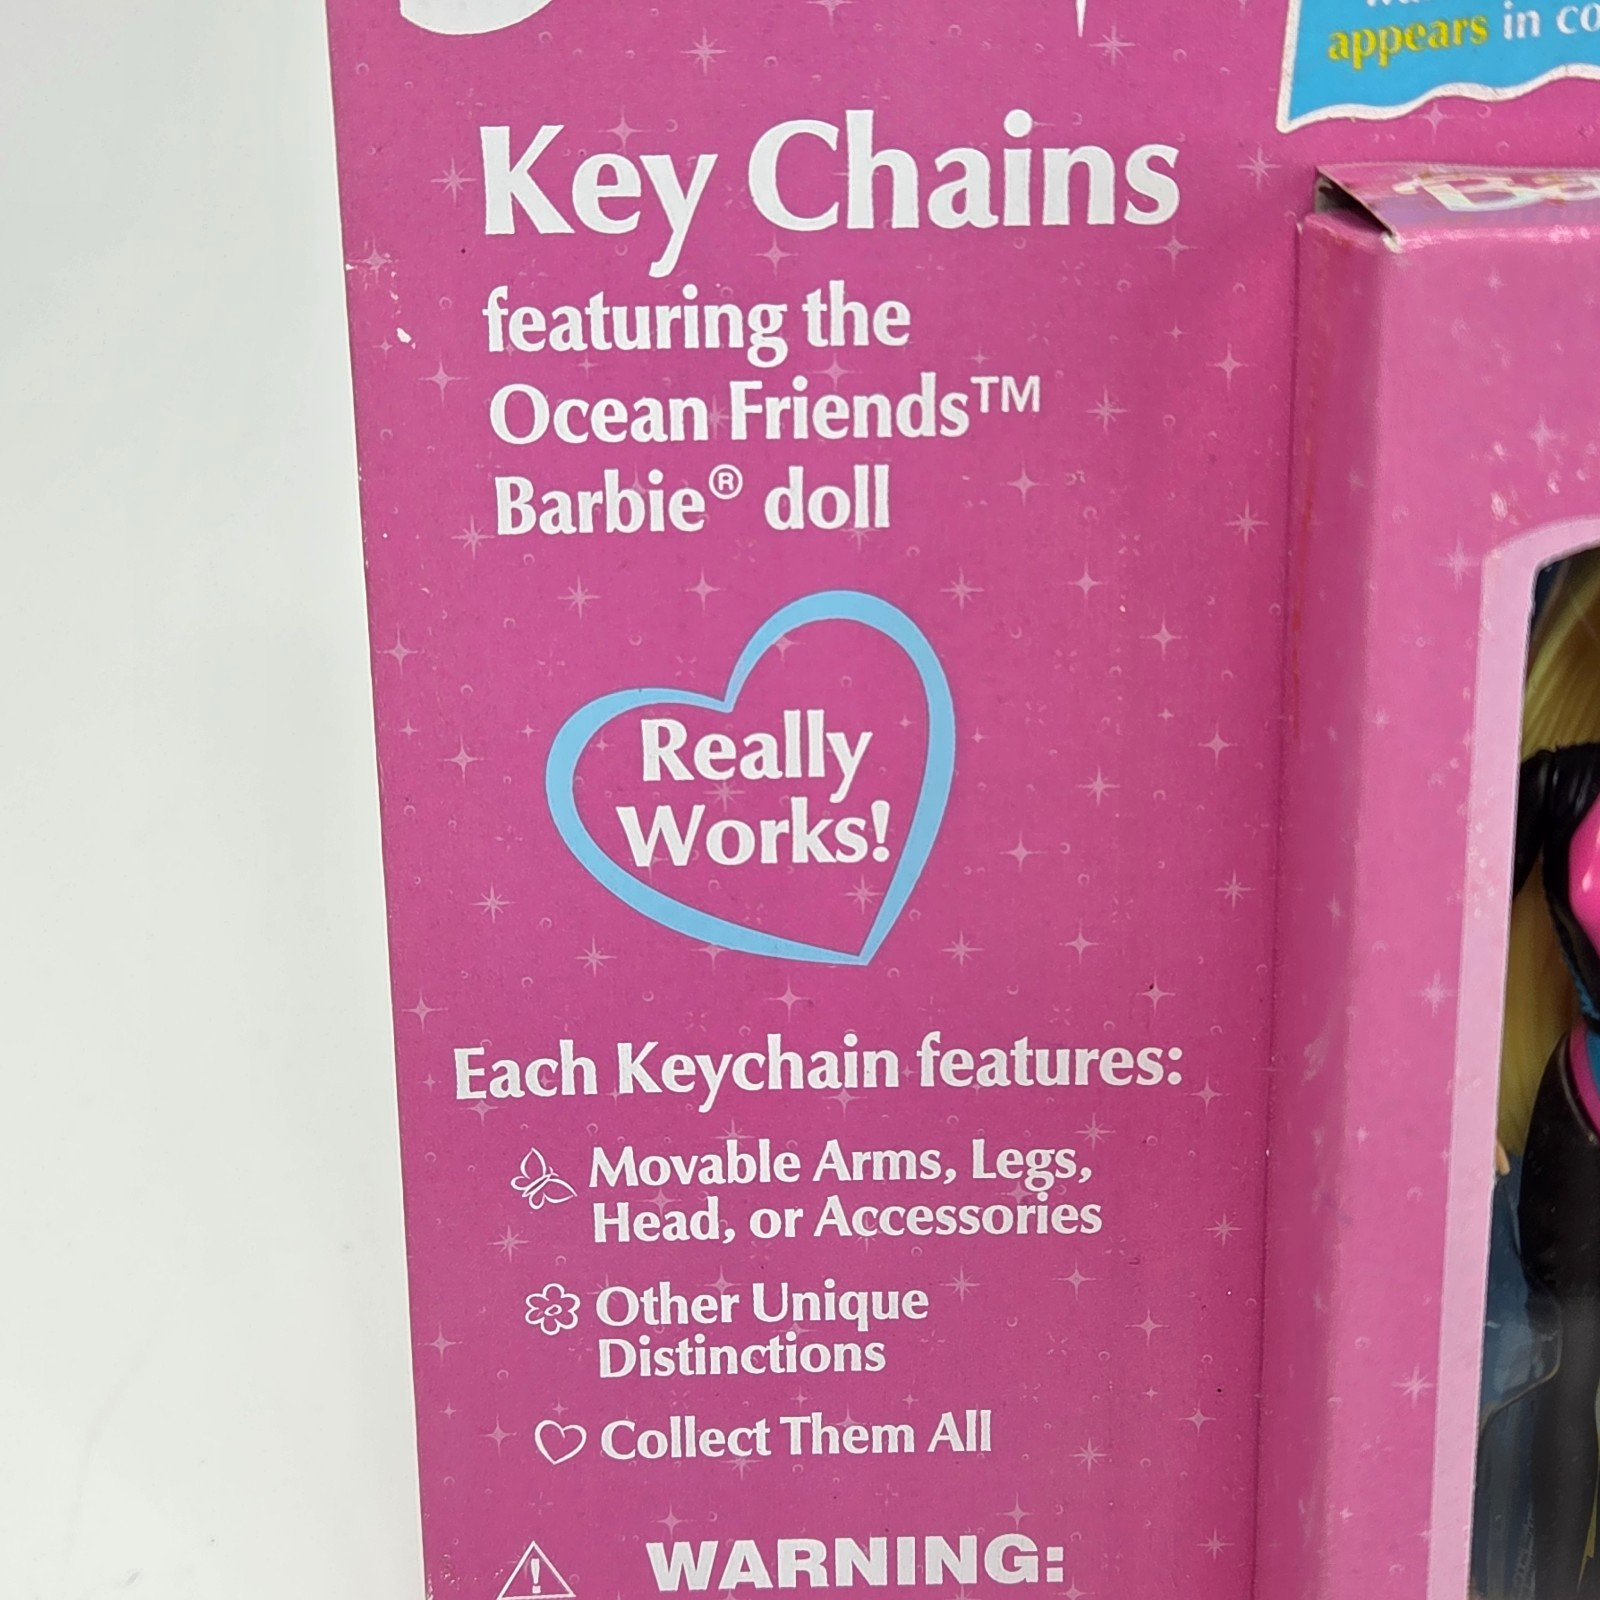 appears in
Key Chains
featuring the
Ocean Friends™
Barbie® doll
Really
Works!
Each Keychain features:
Movable Arms, Legs,
Head, or Accessories
Other Unique
Distinctions
Collect Them All
WARNING: